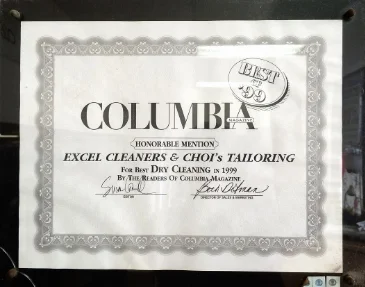 BEST
OF
'99
COLUMBIA
MAGAZINE
HONORABLE MENTION
EXCEL CLEANERS & CHOI'S TAILORING
FOR BEST DRY CLEANING IN 1999
BY THE READERS OF COLUMBIA MAGAZINE
EDITOR
DIRECTOR OF SALES & MARKETING